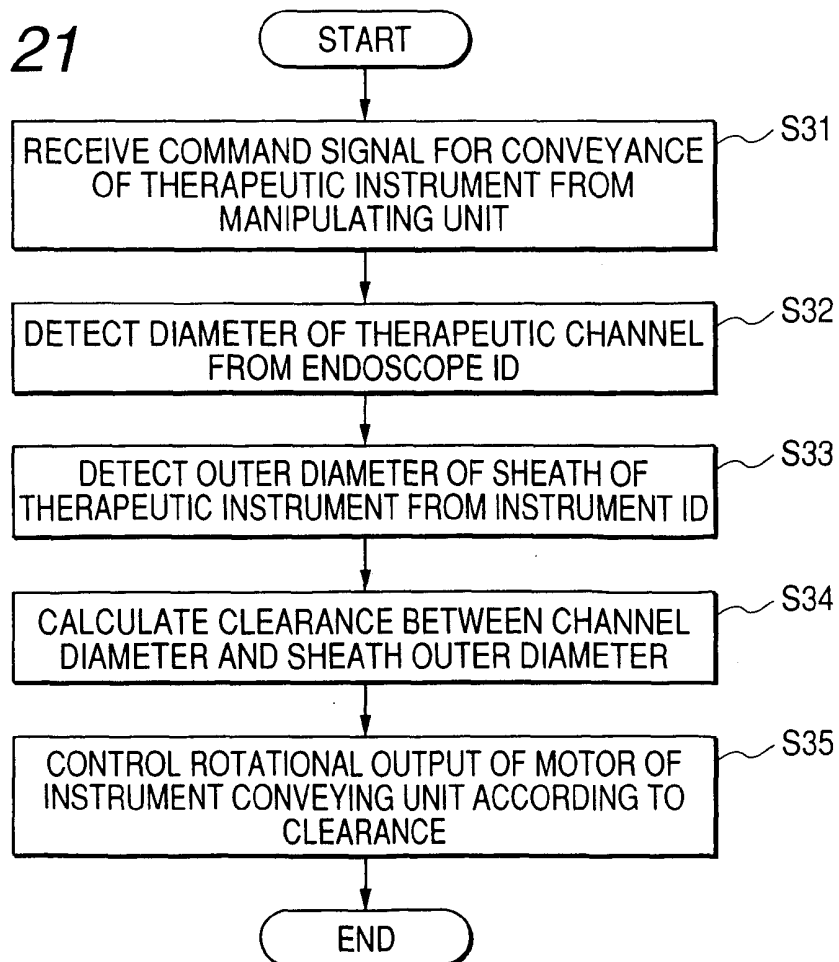 21
START
S31
RECEIVE COMMAND SIGNAL FOR CONVEYANCE
OF THERAPEUTIC INSTRUMENT FROM
MANIPULATING UNIT
S32
DETECT DIAMETER OF THERAPEUTIC CHANNEL
FROM ENDOSCOPE ID
S33
DETECT OUTER DIAMETER OF SHEATH OF
THERAPEUTIC INSTRUMENT FROM INSTRUMENT ID
S34
CALCULATE CLEARANCE BETWEEN CHANNEL
DIAMETER AND SHEATH OUTER DIAMETER
S35
CONTROL ROTATIONAL OUTPUT OF MOTOR OF
INSTRUMENT CONVEYING UNIT ACCORDING TO
CLEARANCE
END